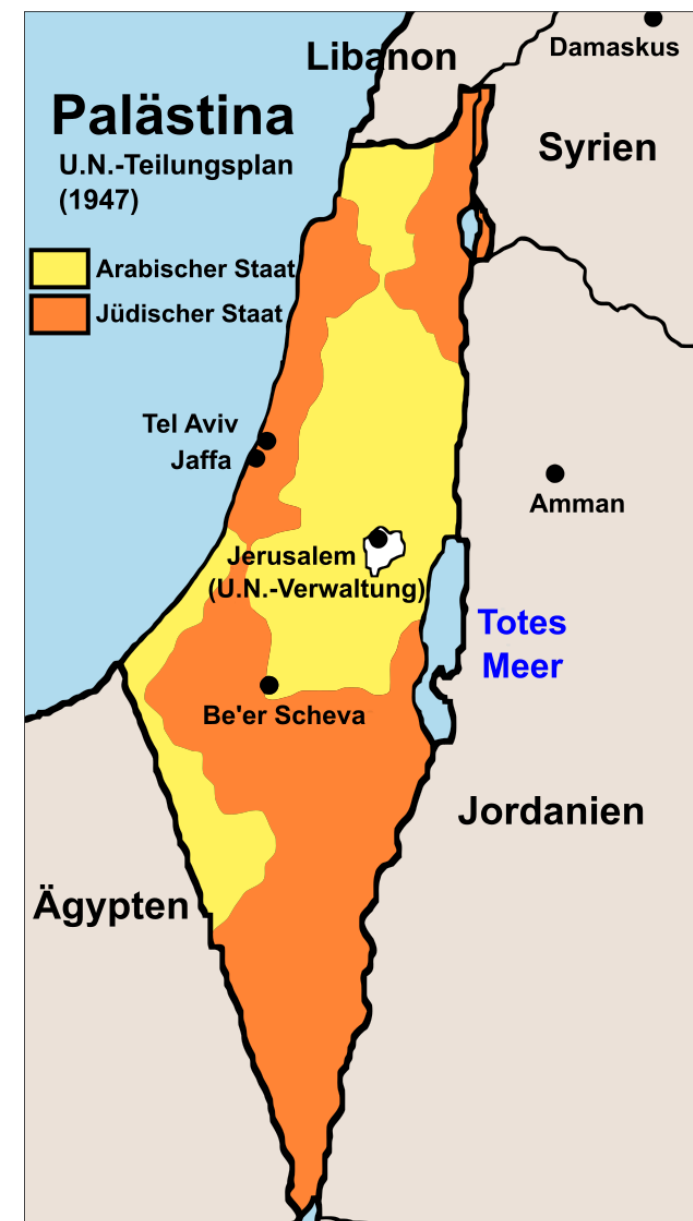 Palästina
U.N.-Teilungsplan
(1947)
Arabischer Staat
Jüdischer Staat
Libanon
Damaskus
Syrien
Tel Aviv
Jaffa
Amman
Jerusalem
(U.N.-Verwaltung)
Totes
Meer
Be'er Scheva
Jordanien
Ägypten